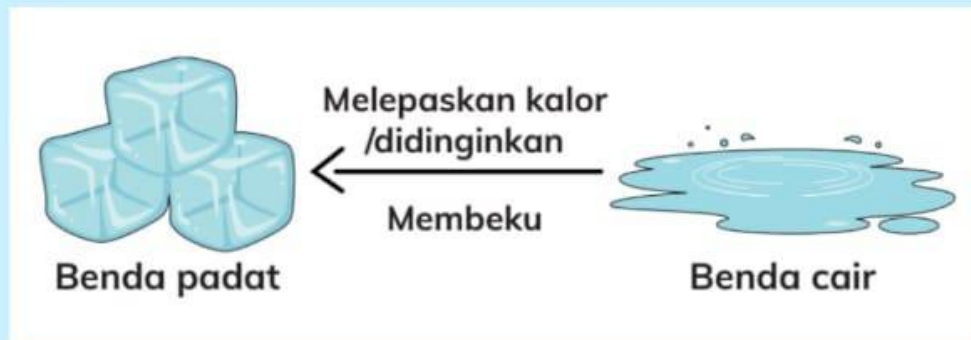 Melepaskan kalor
/didinginkan
Membeku
Benda padat
Benda cair